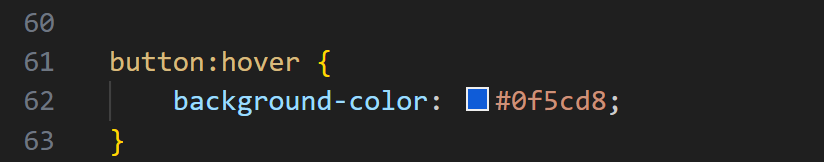 60
61 button:hover {
62 background-color: #0f5cd8;
63 }